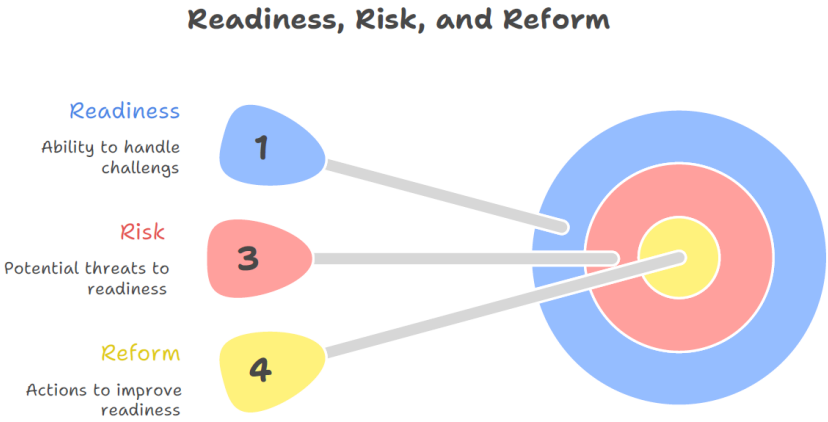 Readiness, Risk, and Reform
Readiness
Ability to handle
challengs
1
Risk
Potential threats to
readiness
3
Reform
Actions to improve
readiness
4